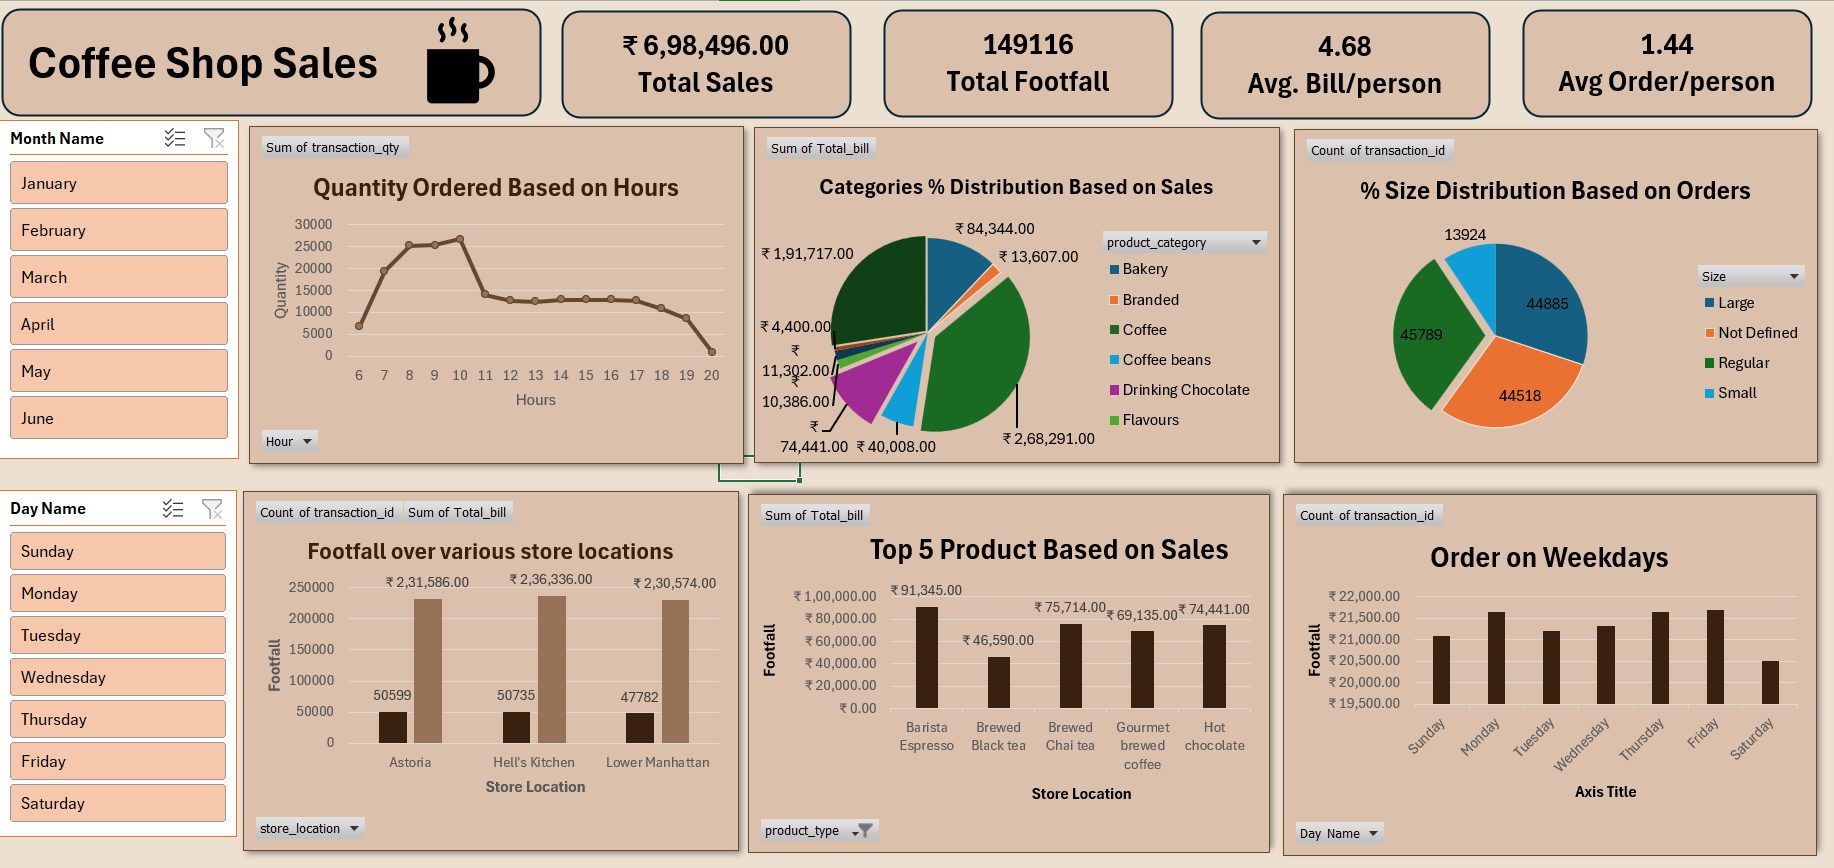 Coffee Shop Sales
₹ 6,98,496.00
Total Sales
149116
Total Footfall
4.68
Avg. Bill/person
1.44
Avg Order/person
Month Name
January
February
March
April
May
June
Sum of transaction_qty
Quantity Ordered Based on Hours
Quantity
30000
25000
20000
15000
10000
5000
0
6 7 8 9 10 11 12 13 14 15 16 17 18 19 20
Hours
Hour
Sum of Total_bill
Categories % Distribution Based on Sales
₹ 84,344.00
₹ 13,607.00
₹ 1,91,717.00
₹ 4,400.00
₹
11,302.00
₹
10,386.00
₹
74,441.00
₹ 40,008.00
₹ 2,68,291.00
product_category
Bakery
Branded
Coffee
Coffee beans
Drinking Chocolate
Flavours
Count of transaction_id
% Size Distribution Based on Orders
13924
44885
45789
44518
Size
Large
Not Defined
Regular
Small
Day Name
Sunday
Monday
Tuesday
Wednesday
Thursday
Friday
Saturday
Count of transaction_id Sum of Total_bill
Footfall over various store locations
Footfall
250000
200000
150000
100000
50000
0
₹ 2,31,586.00
₹ 2,36,336.00
₹ 2,30,574.00
50599
50735
47782
Astoria
Hell's Kitchen
Lower Manhattan
Store Location
store_location
Sum of Total_bill
Top 5 Product Based on Sales
Footfall
₹ 1,00,000.00
₹ 80,000.00
₹ 60,000.00
₹ 40,000.00
₹ 20,000.00
₹ 0.00
₹ 91,345.00
₹ 46,590.00
₹ 75,714.00
₹ 69,135.00
₹ 74,441.00
Barista
Espresso
Brewed
Black tea
Brewed
Chai tea
Gourmet
brewed
coffee
Hot
chocolate
Store Location
product_type
Count of transaction_id
Order on Weekdays
Footfall
₹ 22,000.00
₹ 21,500.00
₹ 21,000.00
₹ 20,500.00
₹ 20,000.00
₹ 19,500.00
Sunday
Monday
Tuesday
Wednesday
Thursday
Friday
Saturday
Axis Title
Day Name